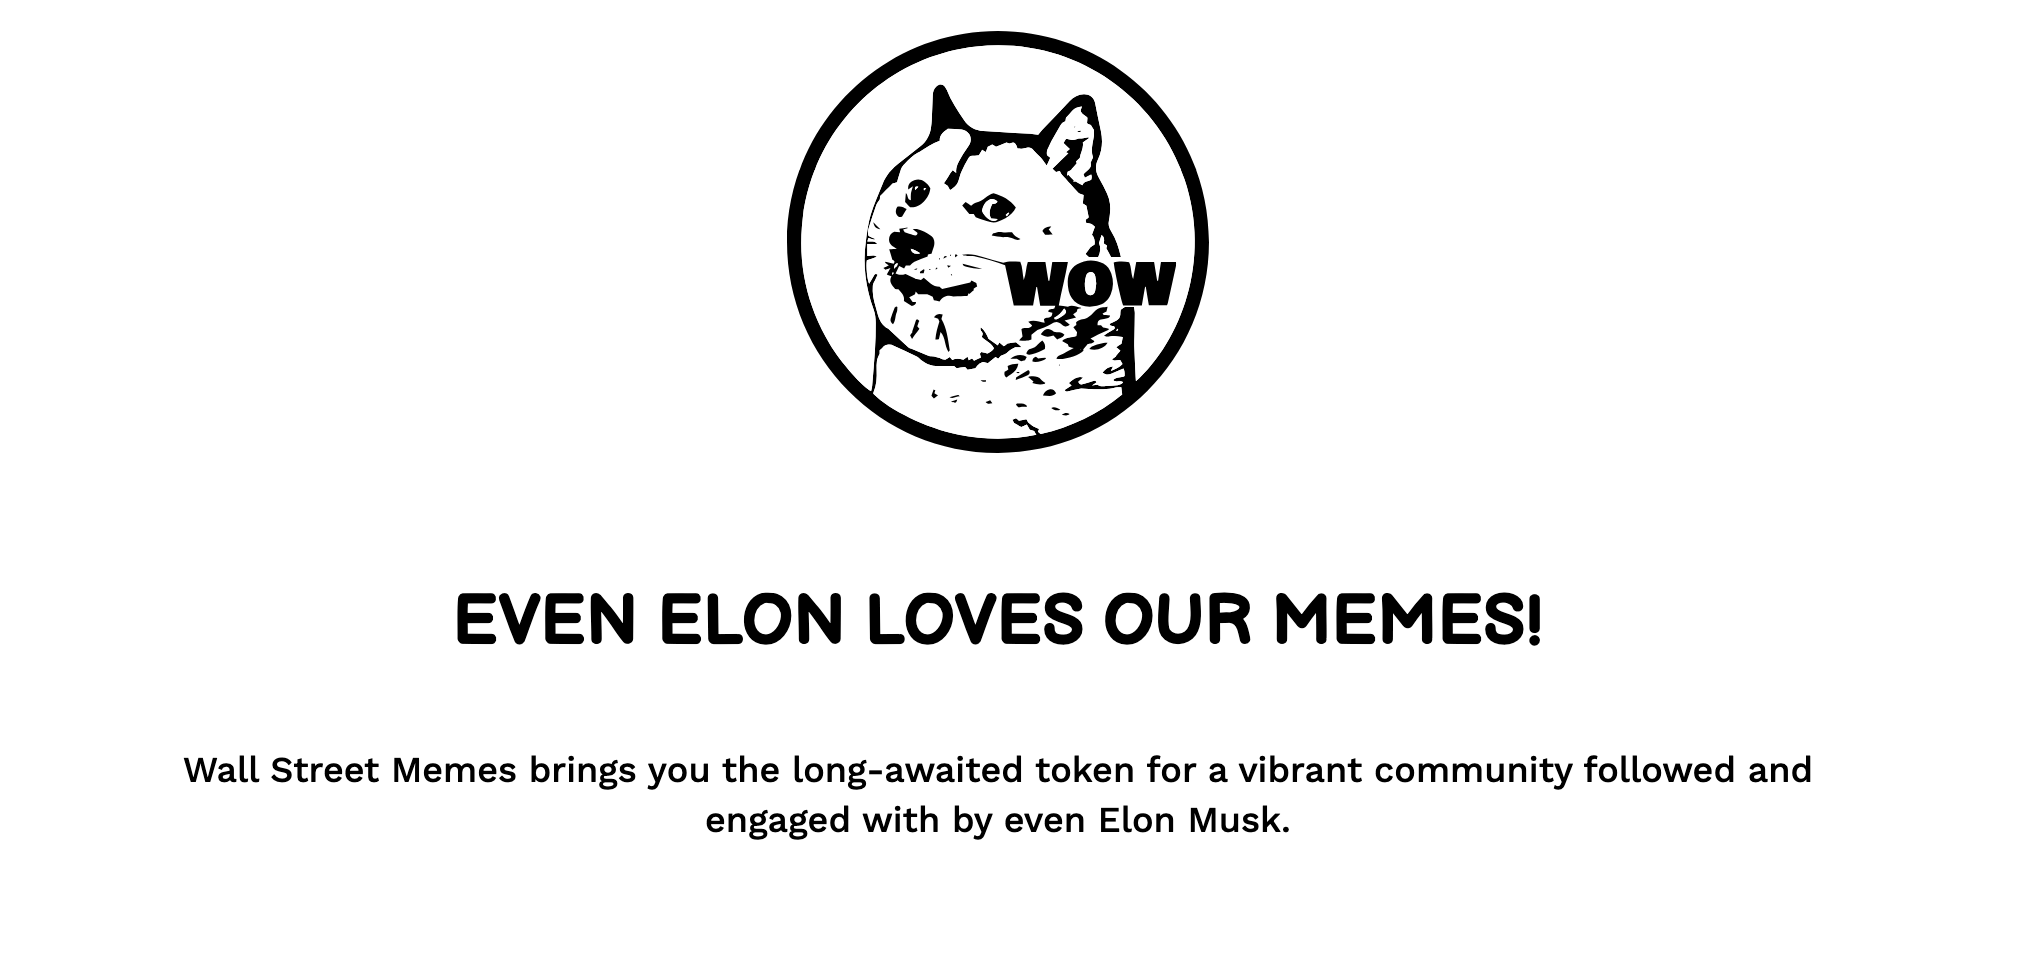 WOW
EVEN ELON LOVES OUR MEMES!
Wall Street Memes brings you the long-awaited token for a vibrant community followed and
engaged with by even Elon Musk.